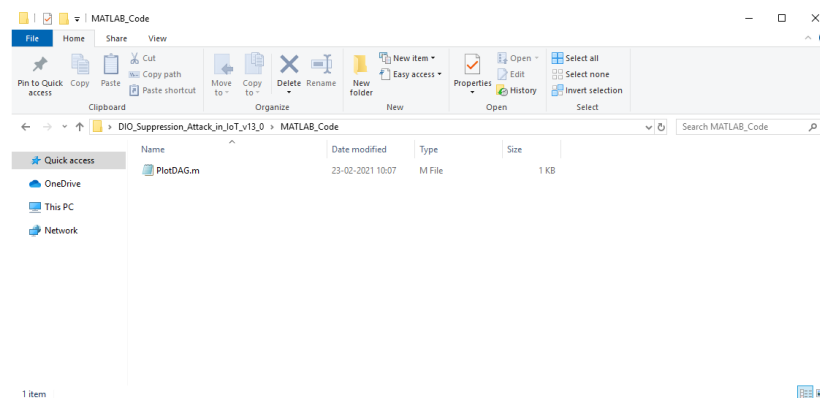 MATLAB_Code
File Home Share View
Pin to Quick access
Copy
Paste
Cut
Copy path
Paste shortcut
Clipboard
Move to
Copy to
Delete
Rename
Organize
New folder
New item
Easy access
New
Properties
Open
Edit
History
Open
Select all
Select none
Invert selection
Select
DIO_Suppression_Attack_in_IoT_v13_0 > MATLAB_Code
Search MATLAB_Code
Quick access
OneDrive
This PC
Network
Name Date modified Type Size
PlotDAG.m 23-02-2021 10:07 M File 1 KB
1 item